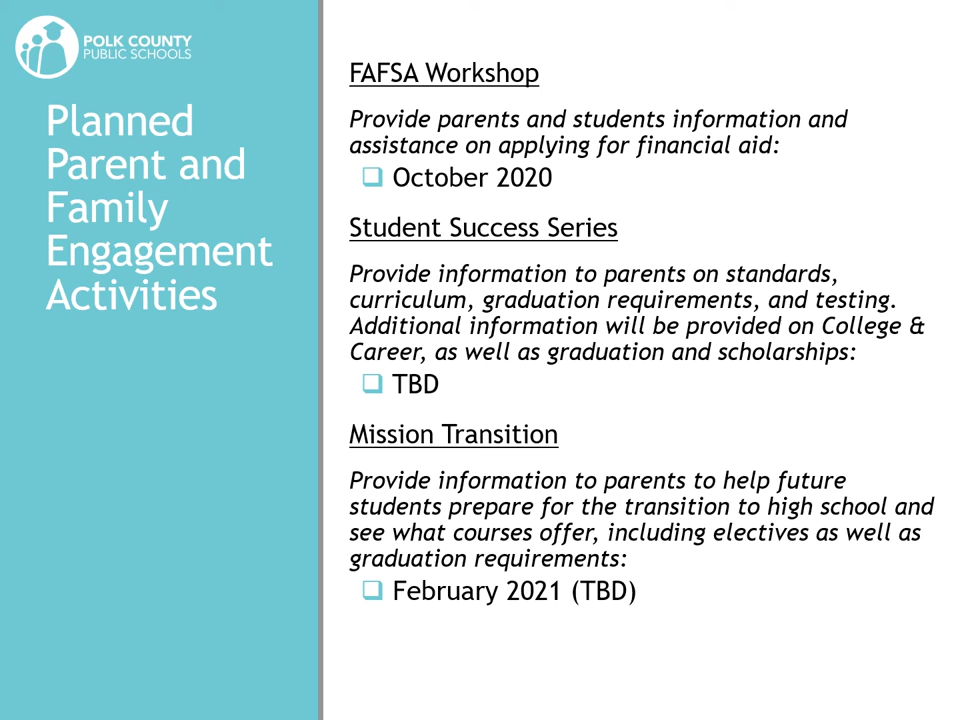 POLK COUNTY
PUBLIC SCHOOLS
Planned
Parent and
Family
Engagement
Activities
FAFSA Workshop
Provide parents and students information and
assistance on applying for financial aid:
October 2020
Student Success Series
Provide information to parents on standards,
curriculum, graduation requirements, and testing.
Additional information will be provided on College &
Career, as well as graduation and scholarships:
TBD
Mission Transition
Provide information to parents to help future
students prepare for the transition to high school and
see what courses offer, including electives as well as
graduation requirements:
February 2021 (TBD)